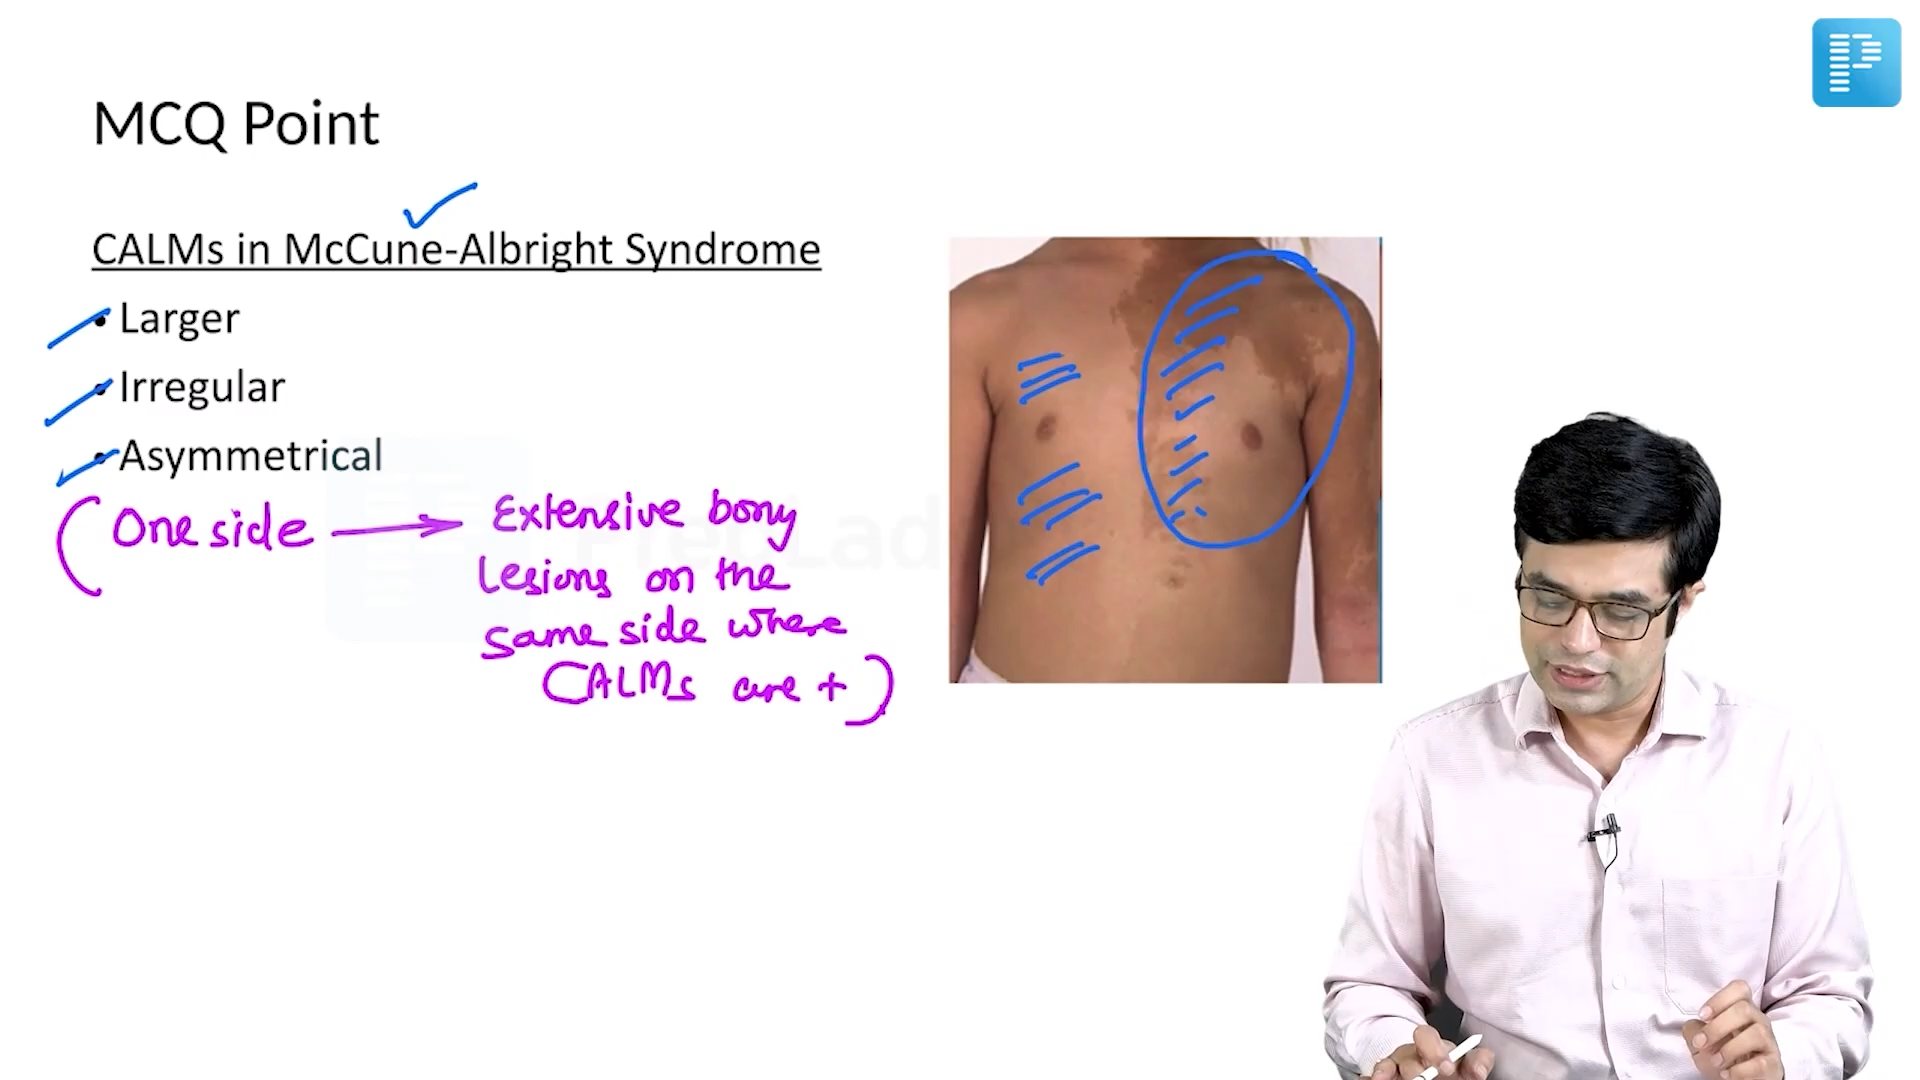 MCQ Point
CALMs in McCune-Albright Syndrome
• Larger
• Irregular
• Asymmetrical
(One side → Extensive bony
lesions on the
same side where
CALMs are +)